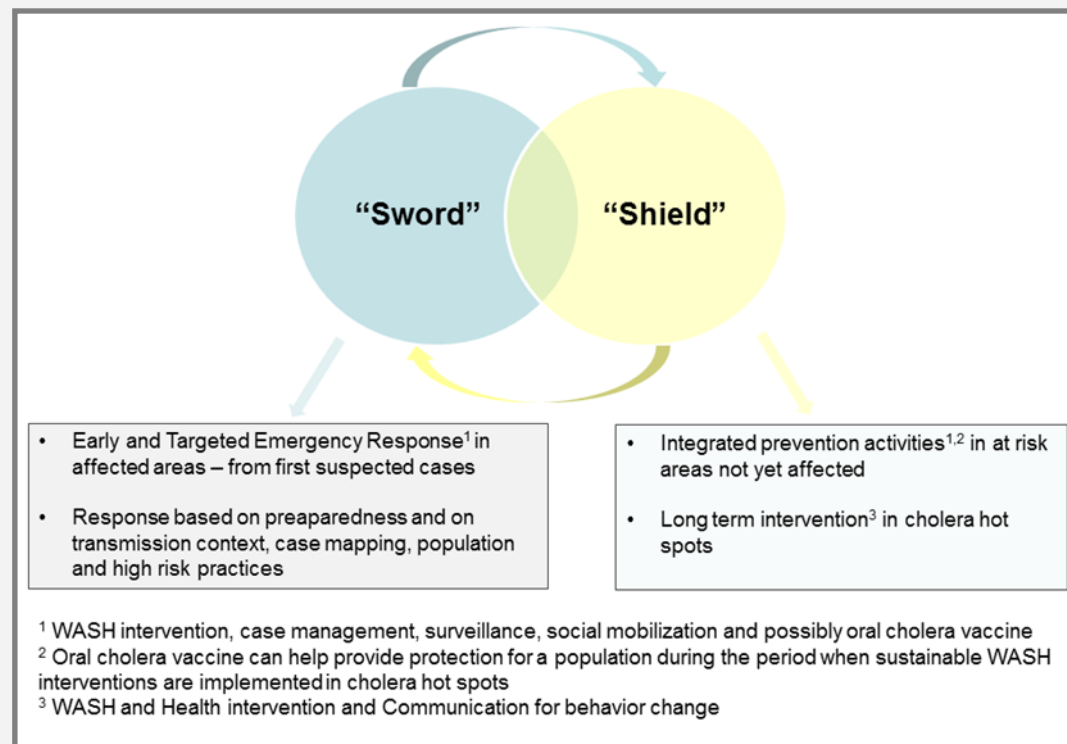 “Sword”
“Shield”
• Early and Targeted Emergency Response¹ in
affected areas – from first suspected cases
• Response based on preaparedness and on
transmission context, case mapping, population
and high risk practices
• Integrated prevention activities¹,² in at risk
areas not yet affected
• Long term intervention³ in cholera hot
spots
¹ WASH intervention, case management, surveillance, social mobilization and possibly oral cholera vaccine
² Oral cholera vaccine can help provide protection for a population during the period when sustainable WASH
interventions are implemented in cholera hot spots
³ WASH and Health intervention and Communication for behavior change